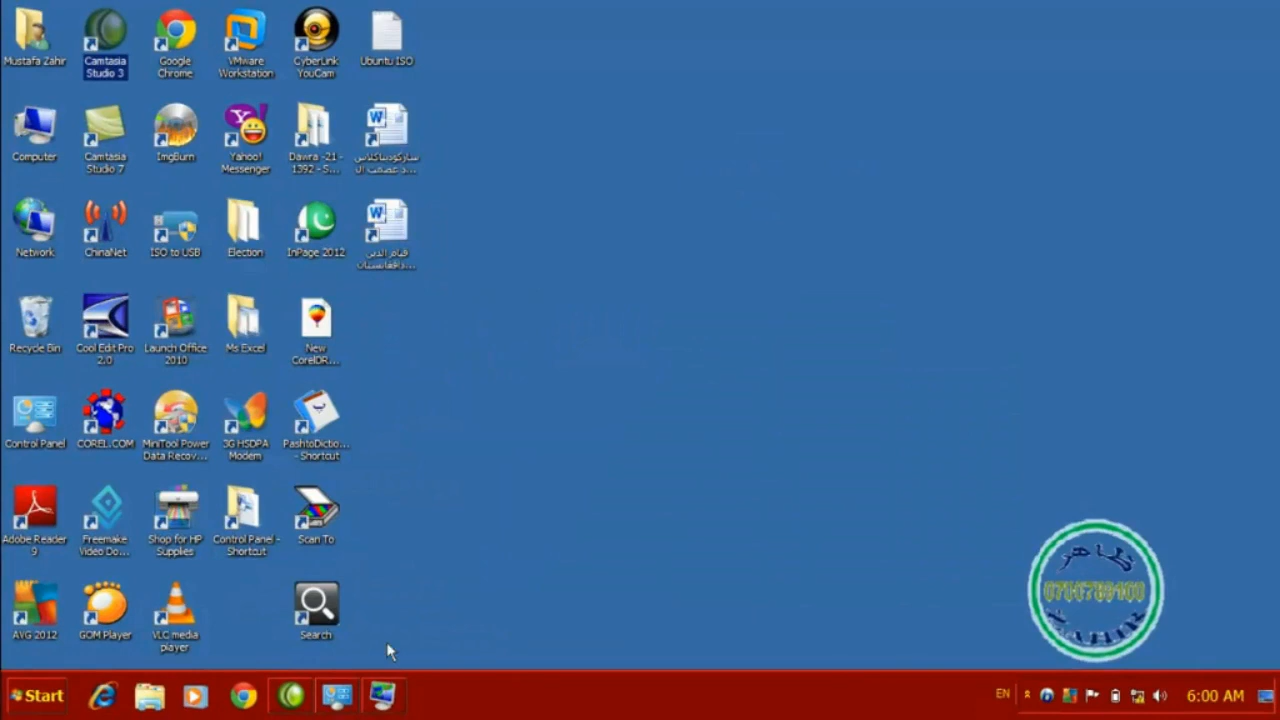 Mustafa Zahir
Camtasia
Studio 3
Google
Chrome
VMware
Workstation
CyberLink
YouCam
Ubuntu ISO
Computer
Camtasia
Studio 7
ImgBurn
Yahoo!
Messenger
Dawra -21 -
1392 - S...
Network
ChinaNet
ISO to USB
Election
InPage 2012
قیام الدین
Recycle Bin
Cool Edit Pro
2.0
Launch Office
2010
Ms Excel
New
CorelDR...
Control Panel
COREL.COM
MiniTool Power
Data Recov...
3G HSDPA
Modem
PashtoDictio...
- Shortcut
Adobe Reader
9
Freemake
Video Do...
Shop for HP
Supplies
Control Panel -
Shortcut
Scan To
AVG 2012
GOM Player
VLC media
player
Search
ZAHIR
Start
EN
6:00 AM